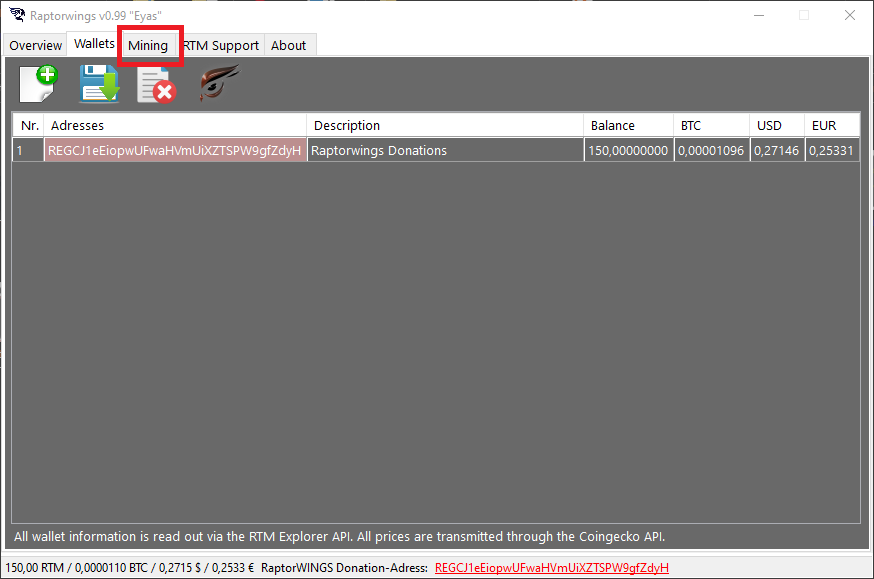 Raptorwings v0.99 "Eyas"
Overview Wallets Mining RTM Support About
Nr. Adresses Description Balance BTC USD EUR
1 REGCJ1eEiopwUFwaHVmUiXZTSPW9gfZdyH Raptorwings Donations 150,00000000 0,00001096 0,27146 0,25331
All wallet information is read out via the RTM Explorer API. All prices are transmitted through the Coingecko API.
150,00 RTM / 0,0000110 BTC / 0,2715 $ / 0,2533 € RaptorWINGS Donation-Adress: REGCJ1eEiopwUFwaHVmUiXZTSPW9gfZdyH